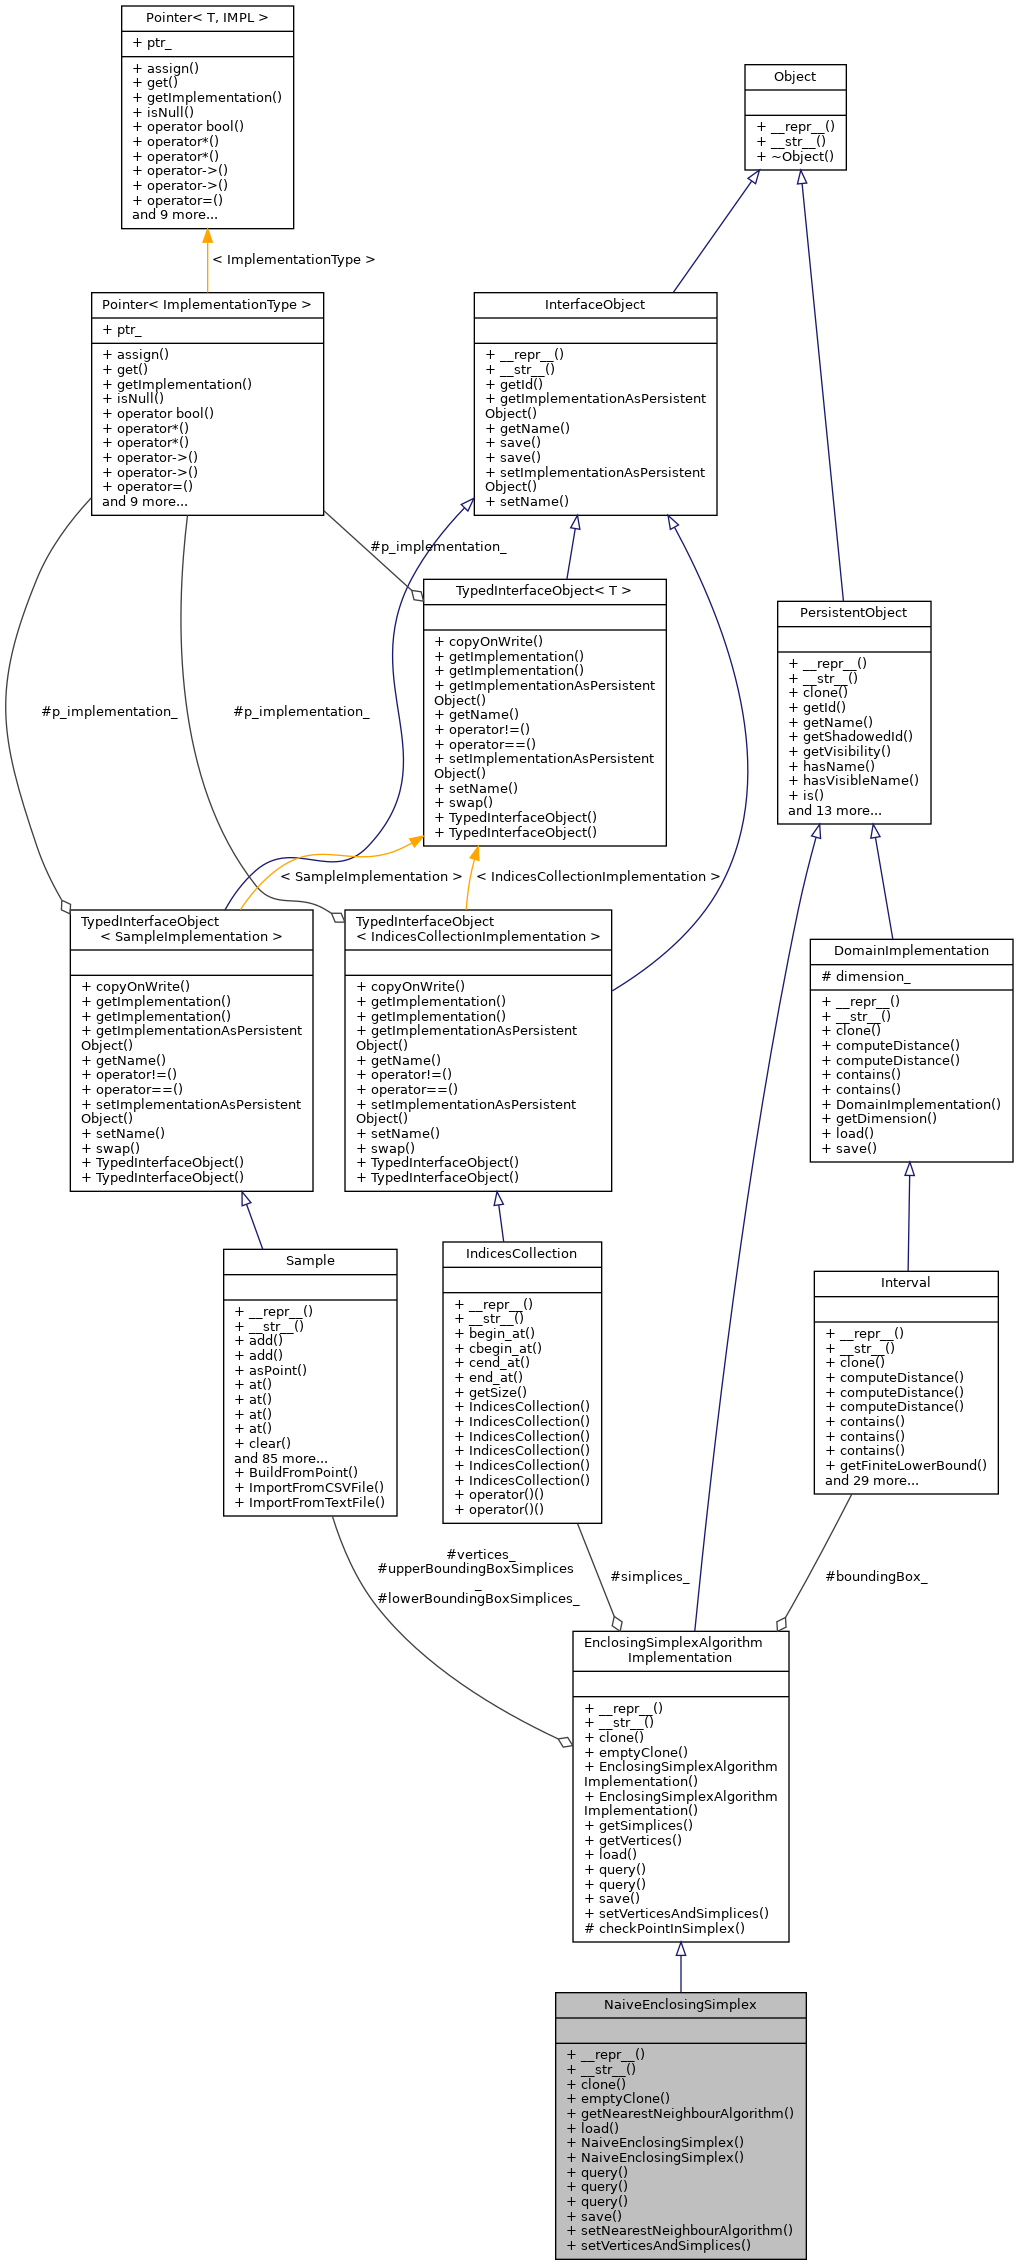 Pointer< T, IMPL >
+ ptr_
+ assign()
+ get()
+ getImplementation()
+ isNull()
+ operator bool()
+ operator*()
+ operator*()
+ operator->()
+ operator->()
+ operator=()
and 9 more...
Object
+ __repr__()
+ __str__()
+ ~Object()
< ImplementationType >
Pointer< ImplementationType >
+ ptr_
+ assign()
+ get()
+ getImplementation()
+ isNull()
+ operator bool()
+ operator*()
+ operator*()
+ operator->()
+ operator->()
+ operator=()
and 9 more...
InterfaceObject
+ __repr__()
+ __str__()
+ getId()
+ getImplementationAsPersistent
Object()
+ getName()
+ save()
+ save()
+ setImplementationAsPersistent
Object()
+ setName()
#p_implementation_
TypedInterfaceObject< T >
+ copyOnWrite()
+ getImplementation()
+ getImplementation()
+ getImplementationAsPersistent
Object()
+ getName()
+ operator!=()
+ operator==()
+ setImplementationAsPersistent
Object()
+ setName()
+ swap()
+ TypedInterfaceObject()
+ TypedInterfaceObject()
PersistentObject
+ __repr__()
+ __str__()
+ clone()
+ getId()
+ getName()
+ getShadowedId()
+ getVisibility()
+ hasName()
+ hasVisibleName()
+ is()
and 13 more...
#p_implementation_
#p_implementation_
< SampleImplementation >
< IndicesCollectionImplementation >
TypedInterfaceObject
< SampleImplementation >
+ copyOnWrite()
+ getImplementation()
+ getImplementation()
+ getImplementationAsPersistent
Object()
+ getName()
+ operator!=()
+ operator==()
+ setImplementationAsPersistent
Object()
+ setName()
+ swap()
+ TypedInterfaceObject()
+ TypedInterfaceObject()
TypedInterfaceObject
< IndicesCollectionImplementation >
+ copyOnWrite()
+ getImplementation()
+ getImplementation()
+ getImplementationAsPersistent
Object()
+ getName()
+ operator!=()
+ operator==()
+ setImplementationAsPersistent
Object()
+ setName()
+ swap()
+ TypedInterfaceObject()
+ TypedInterfaceObject()
DomainImplementation
# dimension_
+ __repr__()
+ __str__()
+ clone()
+ computeDistance()
+ computeDistance()
+ contains()
+ contains()
+ DomainImplementation()
+ getDimension()
+ load()
+ save()
Sample
+ __repr__()
+ __str__()
+ add()
+ add()
+ asPoint()
+ at()
+ at()
+ at()
+ at()
+ clear()
and 85 more...
+ BuildFromPoint()
+ ImportFromCSVFile()
+ ImportFromTextFile()
IndicesCollection
+ __repr__()
+ __str__()
+ begin_at()
+ cbegin_at()
+ cend_at()
+ end_at()
+ getSize()
+ IndicesCollection()
+ IndicesCollection()
+ IndicesCollection()
+ IndicesCollection()
+ IndicesCollection()
+ IndicesCollection()
+ operator()()
+ operator()()
Interval
+ __repr__()
+ __str__()
+ clone()
+ computeDistance()
+ computeDistance()
+ computeDistance()
+ contains()
+ contains()
+ contains()
+ getFiniteLowerBound()
and 29 more...
#vertices_
#upperBoundingBoxSimplices
_
#lowerBoundingBoxSimplices_
#simplices_
#boundingBox_
EnclosingSimplexAlgorithm
Implementation
+ __repr__()
+ __str__()
+ clone()
+ emptyClone()
+ EnclosingSimplexAlgorithm
Implementation()
+ EnclosingSimplexAlgorithm
Implementation()
+ getSimplices()
+ getVertices()
+ load()
+ query()
+ query()
+ save()
+ setVerticesAndSimplices()
# checkPointInSimplex()
NaiveEnclosingSimplex
+ __repr__()
+ __str__()
+ clone()
+ emptyClone()
+ getNearestNeighbourAlgorithm()
+ load()
+ NaiveEnclosingSimplex()
+ NaiveEnclosingSimplex()
+ query()
+ query()
+ query()
+ save()
+ setNearestNeighbourAlgorithm()
+ setVerticesAndSimplices()